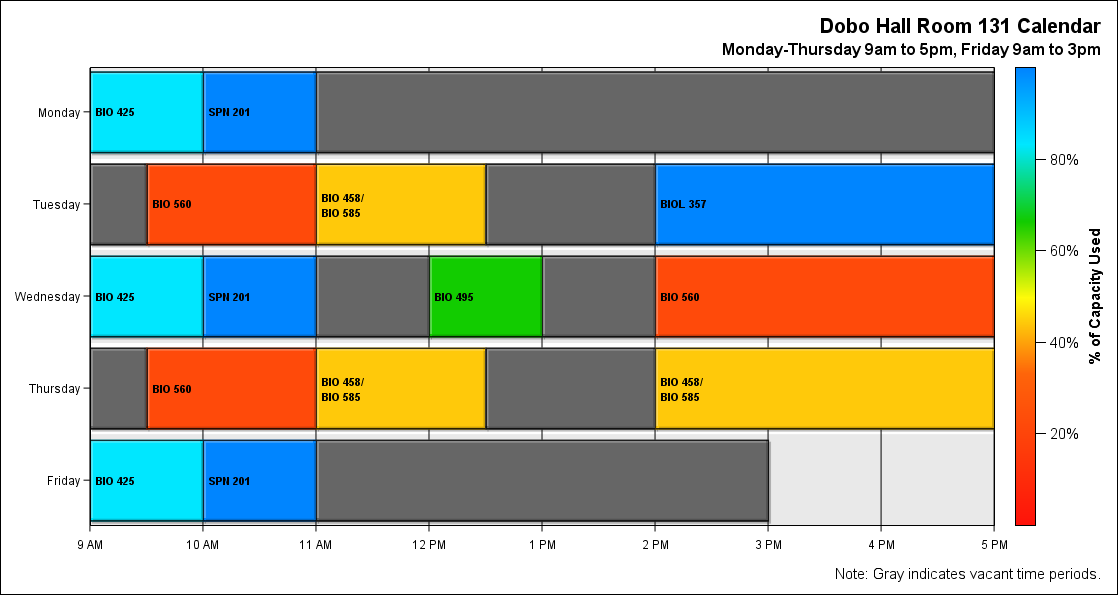 Dobo Hall Room 131 Calendar
Monday-Thursday 9am to 5pm, Friday 9am to 3pm
Monday
BIO 425
SPN 201
Tuesday
BIO 560
BIO 458/
BIO 585
BIOL 357
Wednesday
BIO 425
SPN 201
BIO 495
BIO 560
Thursday
BIO 560
BIO 458/
BIO 585
BIO 458/
BIO 585
Friday
BIO 425
SPN 201
9 AM
10 AM
11 AM
12 PM
1 PM
2 PM
3 PM
4 PM
5 PM
80%
60%
40%
20%
% of Capacity Used
Note: Gray indicates vacant time periods.